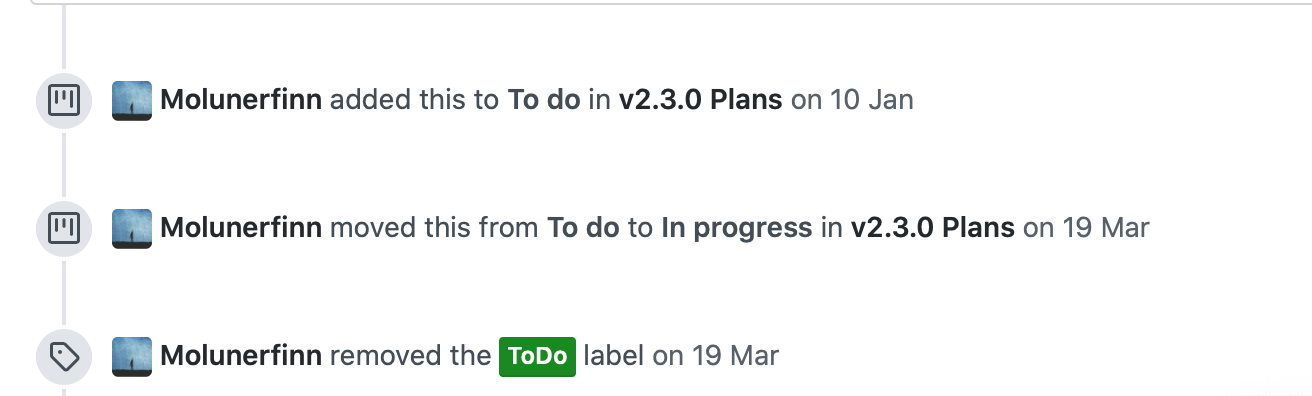 Molunerfinn added this to To do in v2.3.0 Plans on 10 Jan
Molunerfinn moved this from To do to In progress in v2.3.0 Plans on 19 Mar
Molunerfinn removed the ToDo label on 19 Mar